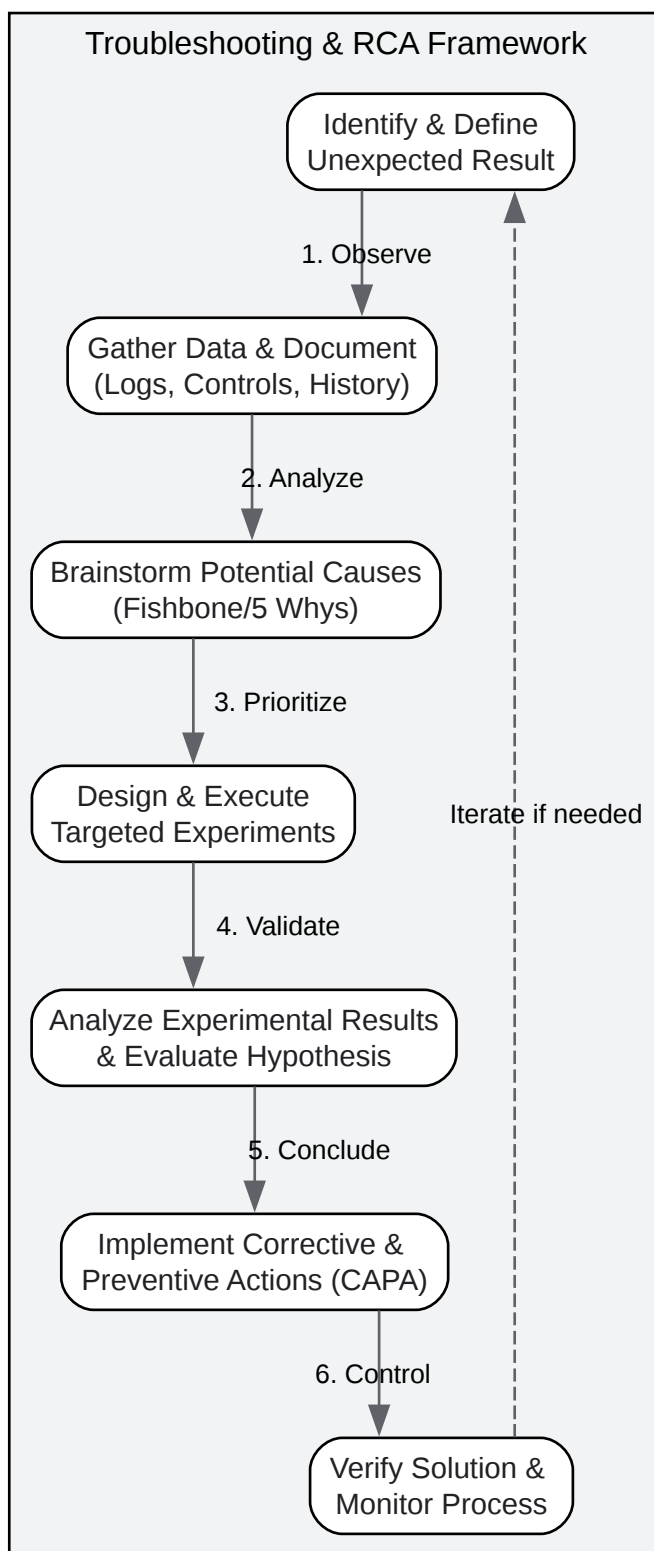 Troubleshooting & RCA Framework
Identify & Define
Unexpected Result
1. Observe
Gather Data & Document
(Logs, Controls, History)
2. Analyze
Brainstorm Potential Causes
(Fishbone/5 Whys)
3. Prioritize
Design & Execute
Targeted Experiments
Iterate if needed
4. Validate
Analyze Experimental Results
& Evaluate Hypothesis
5. Conclude
Implement Corrective &
Preventive Actions (CAPA)
6. Control
Verify Solution &
Monitor Process